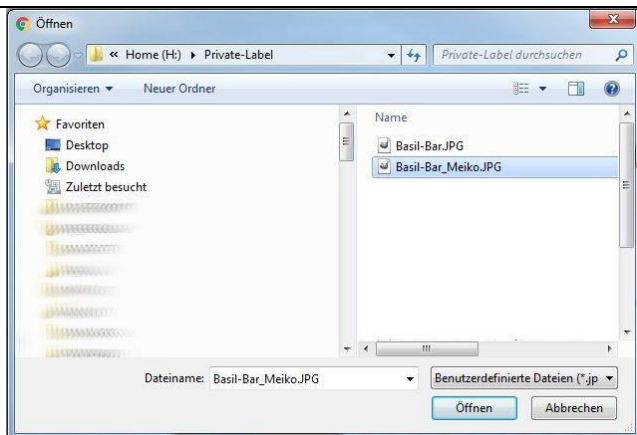 Öffnen
« Home (H:) ▸ Private-Label
Private-Label durchsuchen
Organisieren ▾ Neuer Ordner
Favoriten
Desktop
Downloads
Zuletzt besucht
Name
Basil-Bar.JPG
Basil-Bar_Meiko.JPG
Dateiname: Basil-Bar_Meiko.JPG
Benutzerdefinierte Dateien (*.jp
Öffnen Abbrechen